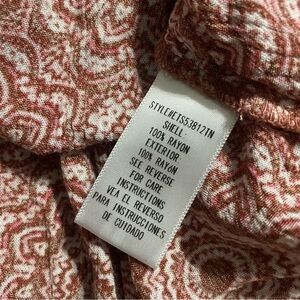 STYLE#ETS53812TN
SHELL:
100% RAYON
EXTERIOR
100% RAYON
SEE REVERSE
FOR CARE
INSTRUCTIONS
VEA EL REVERSO
PARA INSTRUCCIONES
DE CUIDADO